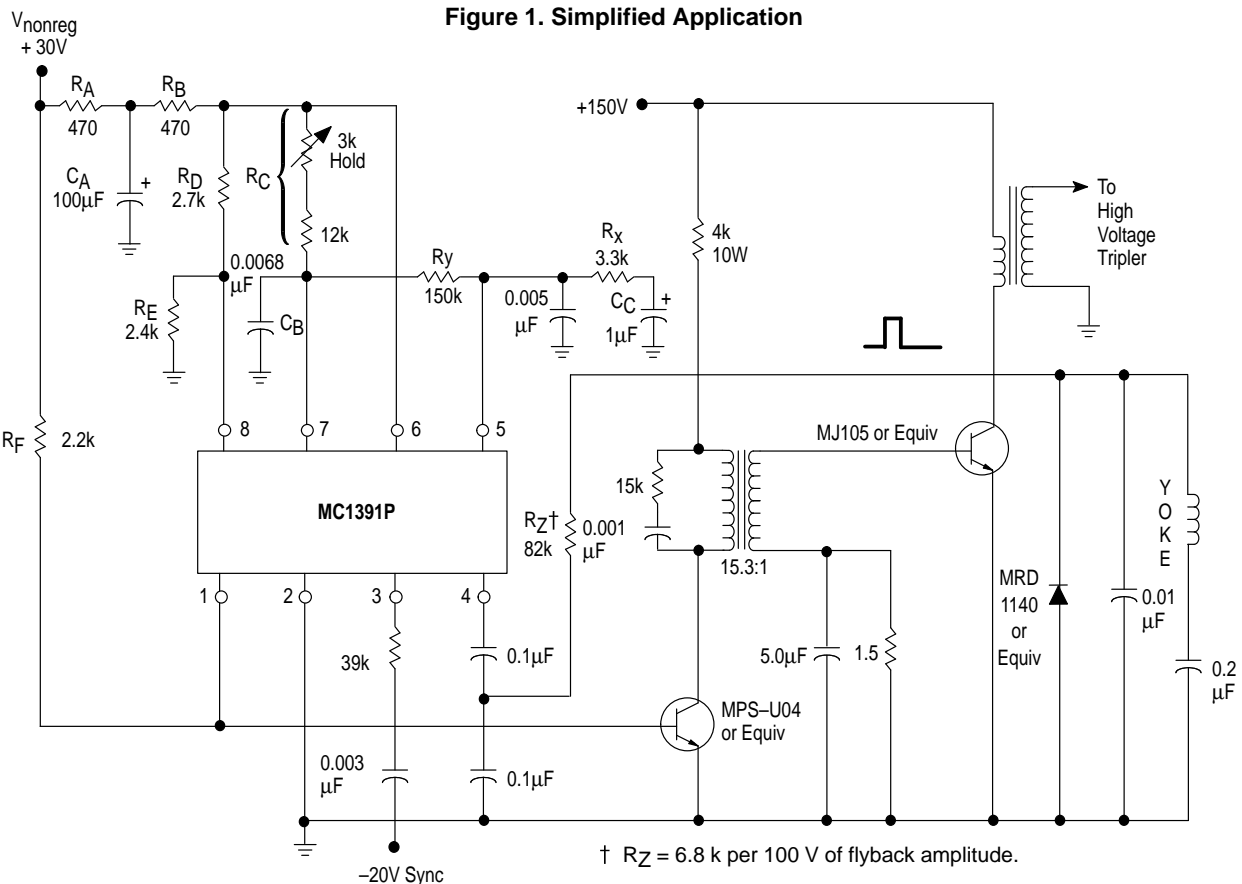 Figure 1. Simplified Application
Vnonreg
+ 30V
RA
470
RB
470
+150V
CA
100µF
+
RD
2.7k
RC
3k
Hold
12k
To
High
Voltage
Tripler
4k
10W
RE
2.4k
0.0068
µF
CB
Ry
150k
0.005
µF
Rx
3.3k
CC
1µF
+
RF
2.2k
8
7
6
5
MC1391P
1
2
3
4
MJ105 or Equiv
15k
0.001
µF
RZ†
82k
15.3:1
Y
O
K
E
MRD
1140
or
Equiv
0.01
µF
39k
0.1µF
5.0µF
1.5
0.2
µF
MPS–U04
or Equiv
0.003
µF
0.1µF
–20V Sync
† RZ = 6.8 k per 100 V of flyback amplitude.